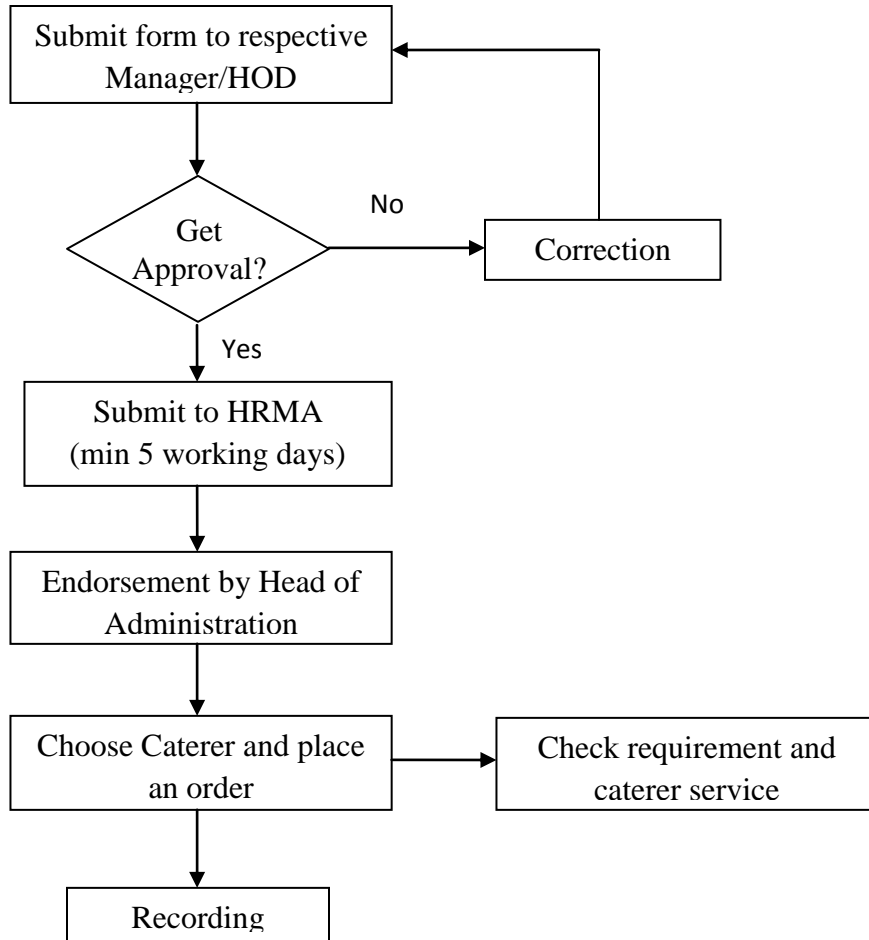 Submit form to respective
Manager/HOD
No
Get
Approval?
Correction
Yes
Submit to HRMA
(min 5 working days)
Endorsement by Head of
Administration
Choose Caterer and place
an order
Check requirement and
caterer service
Recording